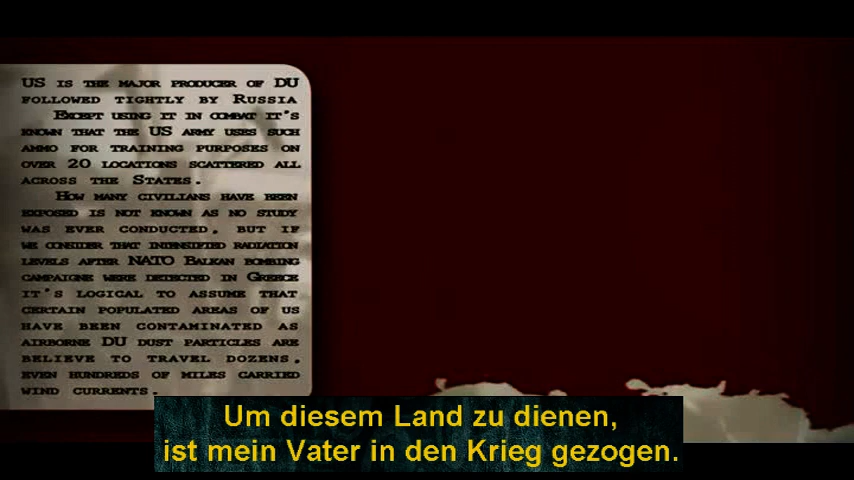 US IS THE MAJOR PRODUCER OF DU
FOLLOWED TIGHTLY BY RUSSIA
EXCEPT USING IT IN COMBAT IT'S
KNOWN THAT THE US ARMY USES SUCH
AMMO FOR TRAINING PURPOSES ON
OVER 20 LOCATIONS SCATTERED ALL
ACROSS THE STATES.
HOW MANY CIVILIANS HAVE BEEN
EXPOSED IS NOT KNOWN AS NO STUDY
WAS EVER CONDUCTED, BUT IF
WE CONSIDER THAT INTENSIFIED RADIATION
LEVELS AFTER NATO BALKAN BOMBING
CAMPAIGNE WERE DETECTED IN GREECE
IT'S LOGICAL TO ASSUME THAT
CERTAIN POPULATED AREAS OF US
HAVE BEEN CONTAMINATED AS
AIRBORNE DU DUST PARTICLES ARE
BELIEVE TO TRAVEL DOZENS,
EVEN HUNDREDS OF MILES CARRIED
WIND CURRENTS.
Um diesem Land zu dienen,
ist mein Vater in den Krieg gezogen.